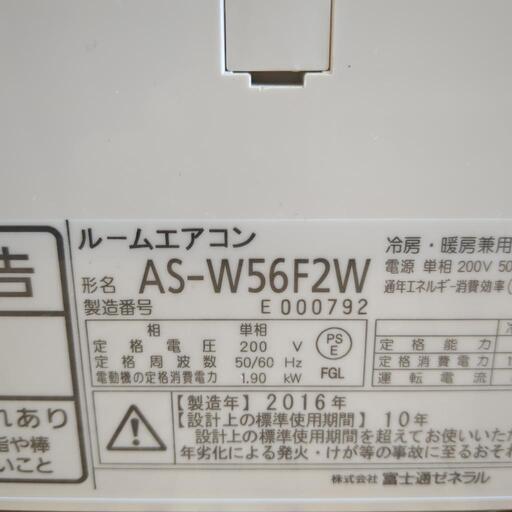 告
ルームエアコン
冷房・暖房兼用
形名 AS-W56F2W
電源 単相 200V 50
製造番号 E 000792
通年エネルギー消費効率(
相 単相
定格電圧 200 V
定格周波数 50/60 Hz
電動機の定格消費電力 1.90 kW
PS
E
FGL
定格能力
定格消費電力
運転電流
れあり
指や棒
いこと
【製造年】2016年
【設計上の標準使用期間】10年
設計上の標準使用期間を超えてお使いいただ
年劣化による発火・けが等の事故に至るおそれ
株式会社 富士通ゼネラル